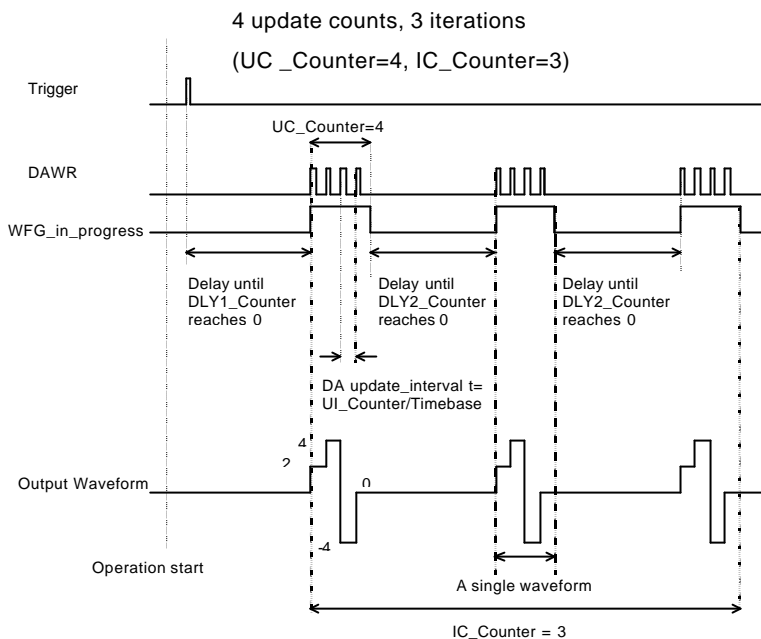 4 update counts, 3 iterations
(UC _Counter=4, IC_Counter=3)
Trigger
UC_Counter=4
DAWR
WFG_in_progress
Delay until
DLY1_Counter
reaches 0
Delay until
DLY2_Counter
reaches 0
Delay until
DLY2_Counter
reaches 0
DA update_interval t=
UI_Counter/Timebase
4
2
0
Output Waveform
-4
Operation start
A single waveform
IC_Counter = 3